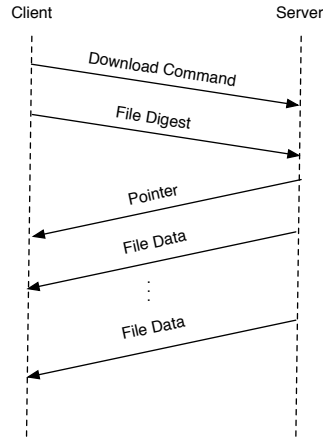 Client
Server
Download Command
File Digest
Pointer
File Data
File Data